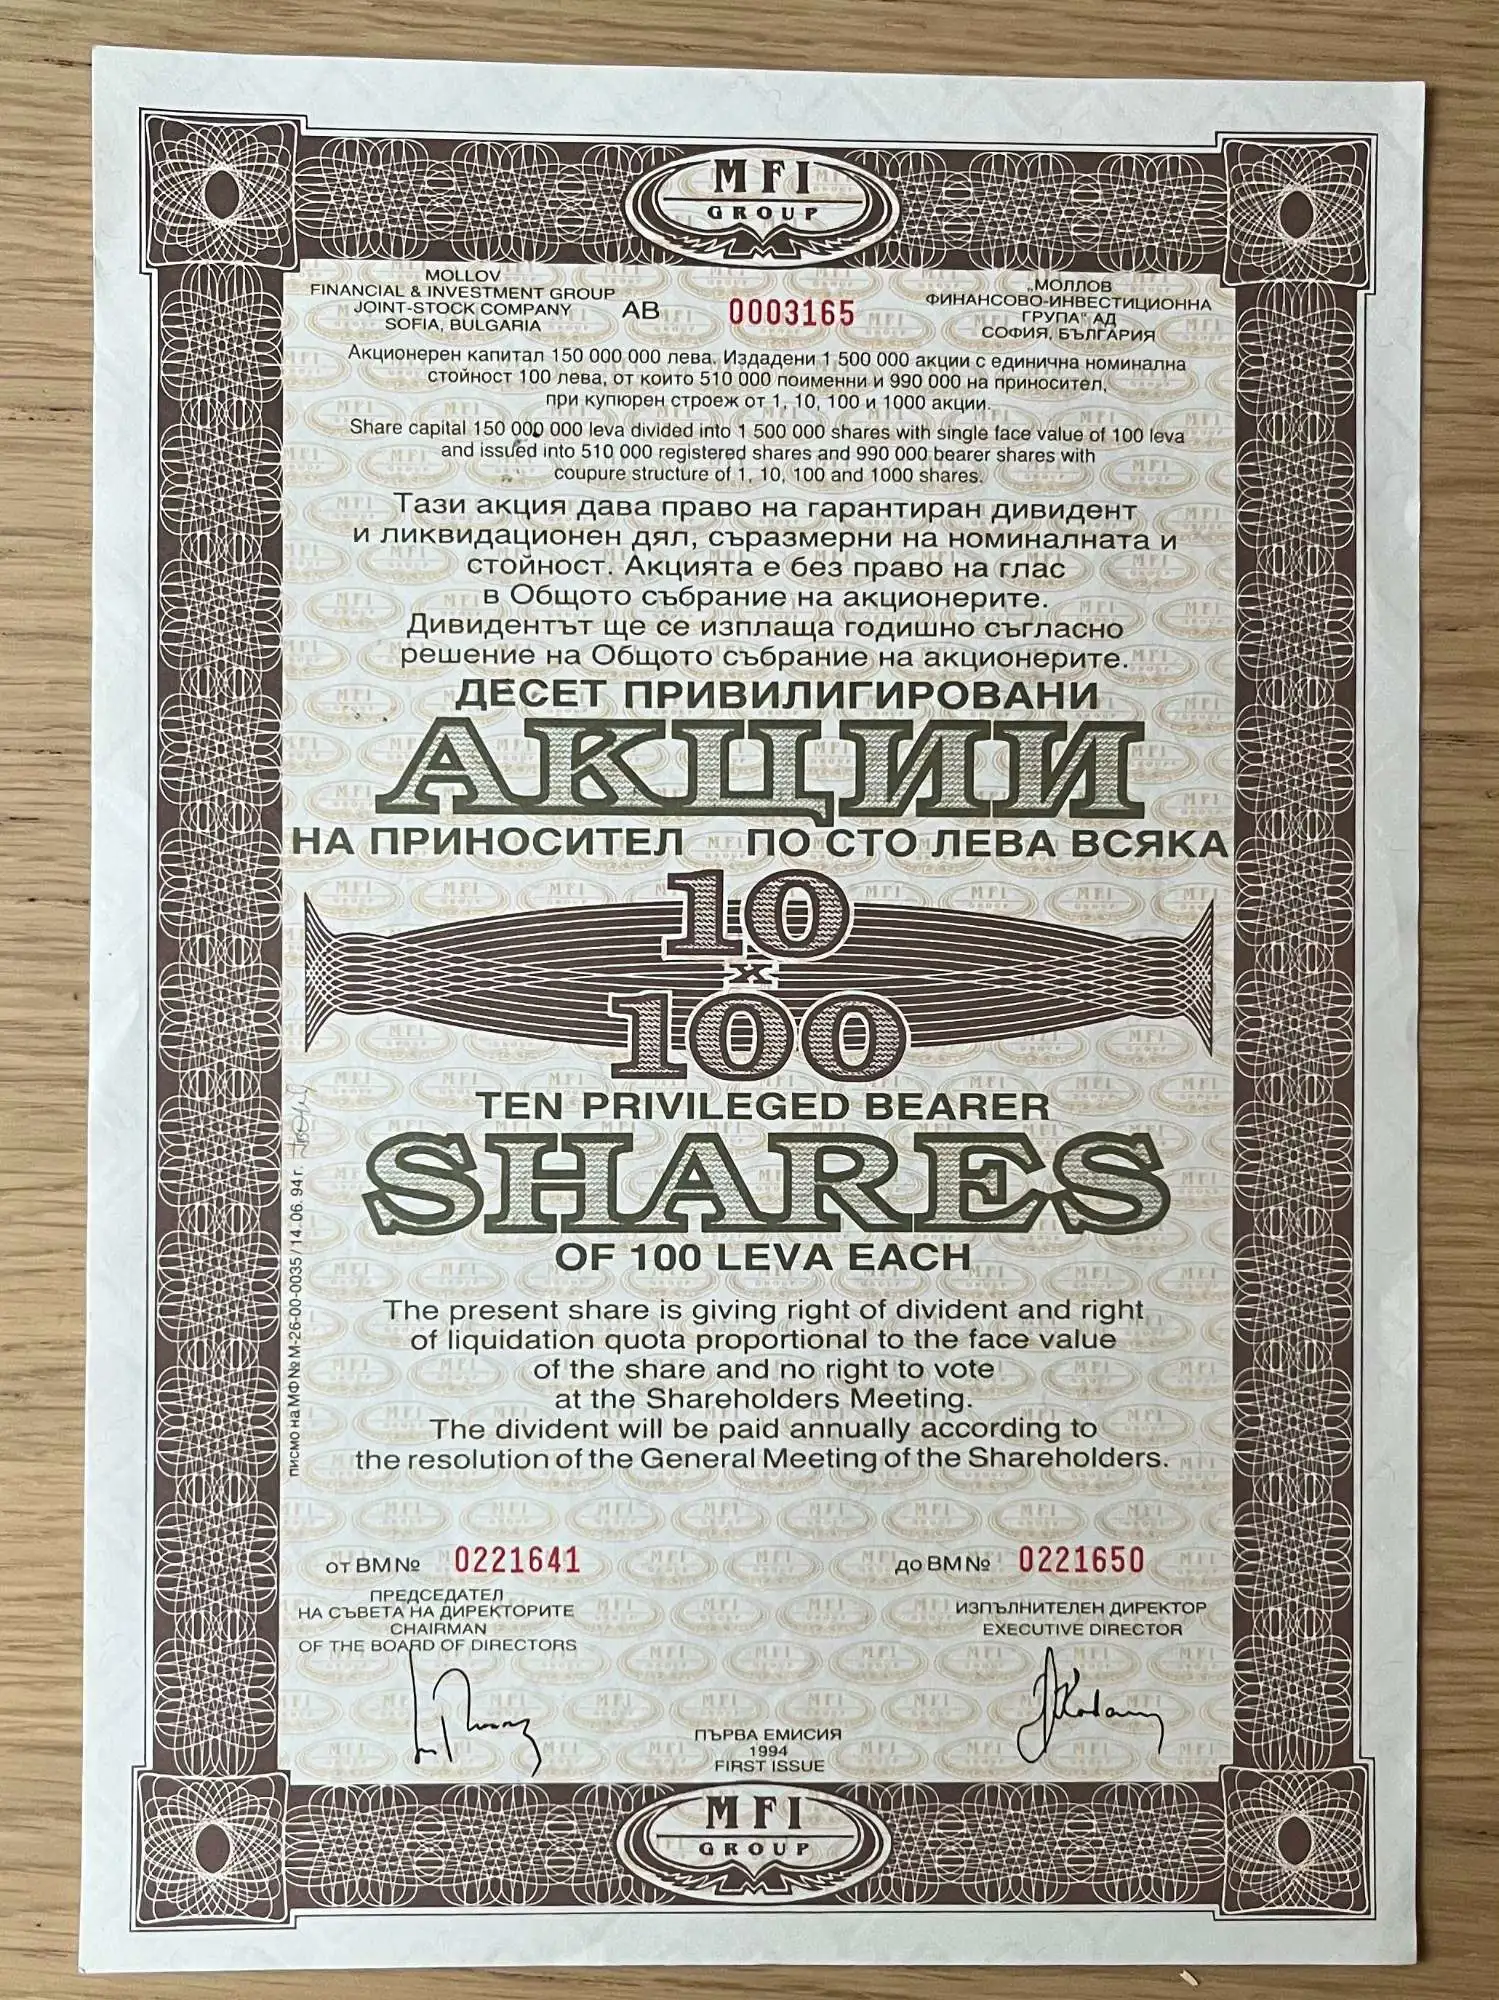 MFI
GROUP
MOLLOV
FINANCIAL & INVESTMENT GROUP
JOINT-STOCK COMPANY
SOFIA, BULGARIA
АВ 0003165
„МОЛЛОВ
ФИНАНСОВО-ИНВЕСТИЦИОННА
ГРУПА" АД
СОФИЯ, БЪЛГАРИЯ
Акционерен капитал 150 000 000 лева. Издадени 1 500 000 акции с единична номинална
стойност 100 лева, от които 510 000 поименни и 990 000 на приносител,
при купюрен строеж от 1, 10, 100 и 1000 акции.
Share capital 150 000 000 leva divided into 1 500 000 shares with single face value of 100 leva
and issued into 510 000 registered shares and 990 000 bearer shares with
coupure structure of 1, 10, 100 and 1000 shares.
Тази акция дава право на гарантиран дивидент
и ликвидационен дял, съразмерни на номиналната и
стойност. Акцията е без право на глас
в Общото събрание на акционерите.
Дивидентът ще се изплаща годишно съгласно
решение на Общото събрание на акционерите.
ДЕСЕТ ПРИВИЛИГИРОВАНИ
АКЦИИ
НА ПРИНОСИТЕЛ ПО СТО ЛЕВА ВСЯКА
10
x
100
TEN PRIVILEGED BEARER
SHARES
OF 100 LEVA EACH
The present share is giving right of divident and right
of liquidation quota proportional to the face value
of the share and no right to vote
at the Shareholders Meeting.
The divident will be paid annually according to
the resolution of the General Meeting of the Shareholders.
писмо на МФ № М-26-00-0035 / 14. 06. 94 г.
от ВМ № 0221641
до ВМ № 0221650
ПРЕДСЕДАТЕЛ
НА СЪВЕТА НА ДИРЕКТОРИТЕ
CHAIRMAN
OF THE BOARD OF DIRECTORS
ИЗПЪЛНИТЕЛЕН ДИРЕКТОР
EXECUTIVE DIRECTOR
ПЪРВА ЕМИСИЯ
1994
FIRST ISSUE
MFI
GROUP